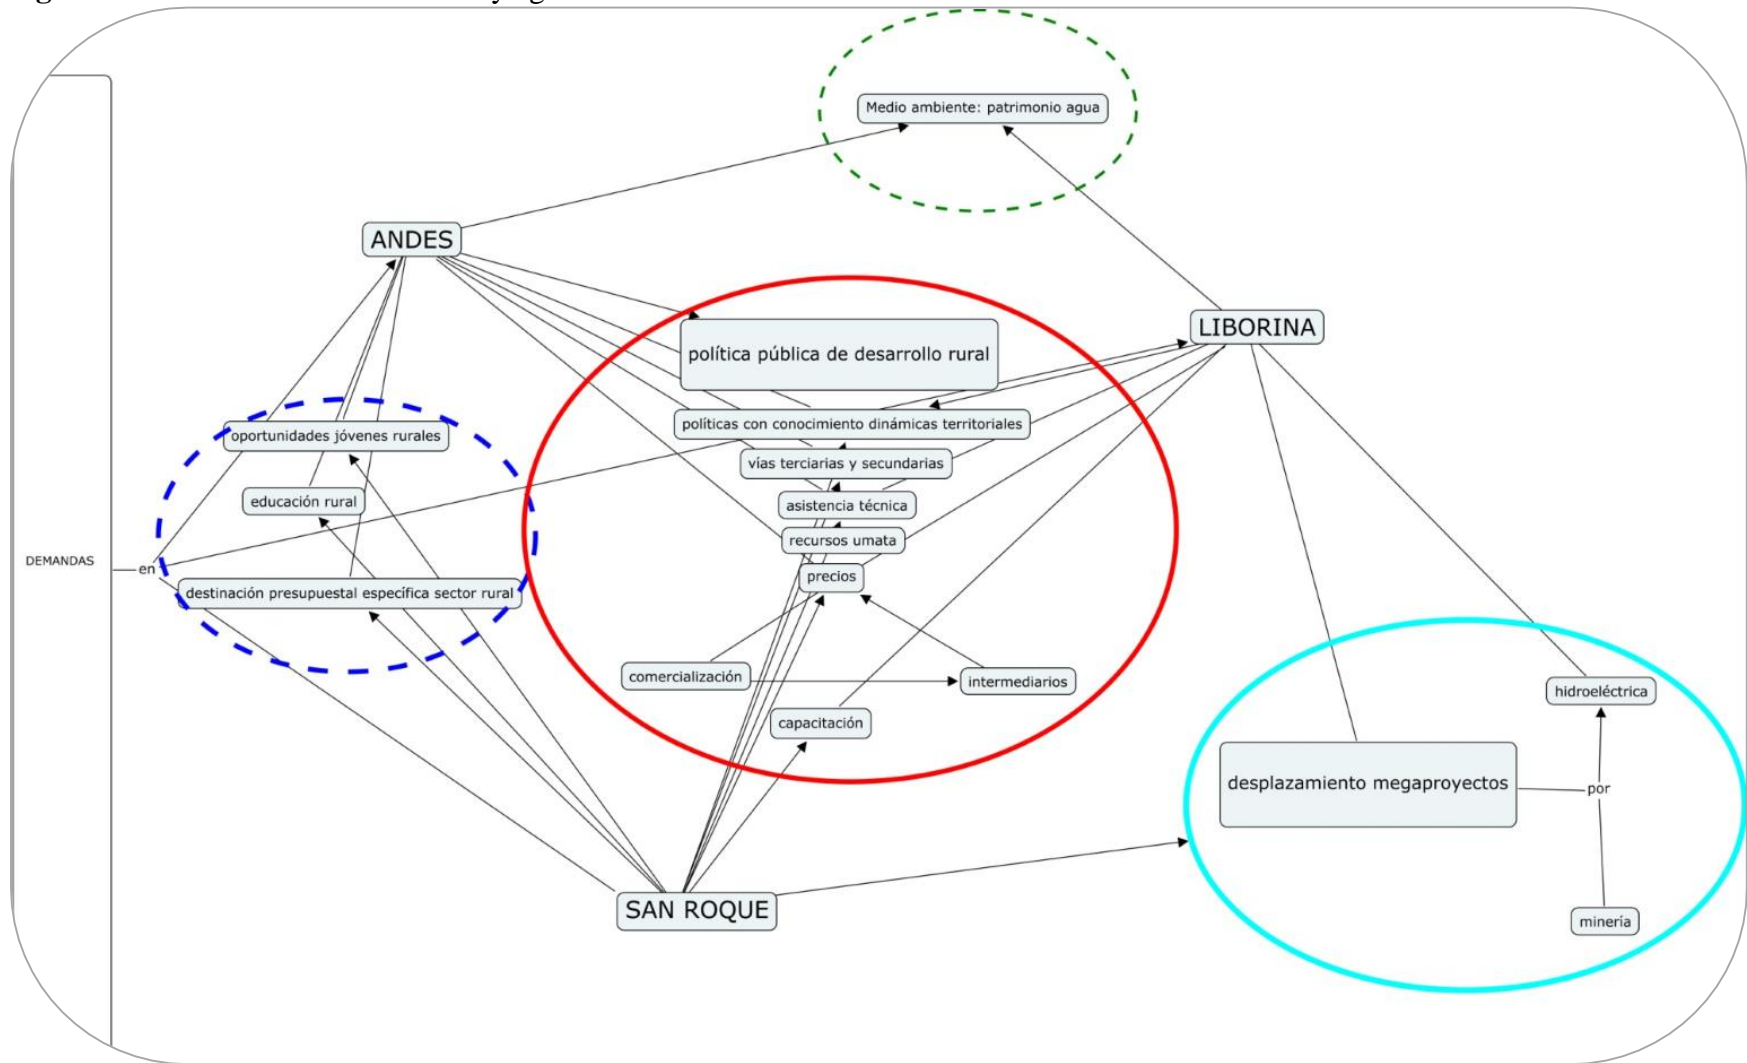 Medio ambiente: patrimonio agua
ANDES
LIBORINA
política pública de desarrollo rural
políticas con conocimiento dinámicas territoriales
oportunidades jóvenes rurales
vías terciarias y secundarias
educación rural
asistencia técnica
recursos umata
DEMANDAS
en
precios
destinación presupuestal específica sector rural
comercialización
intermediarios
hidroeléctrica
capacitación
desplazamiento megaproyectos
por
SAN ROQUE
minería